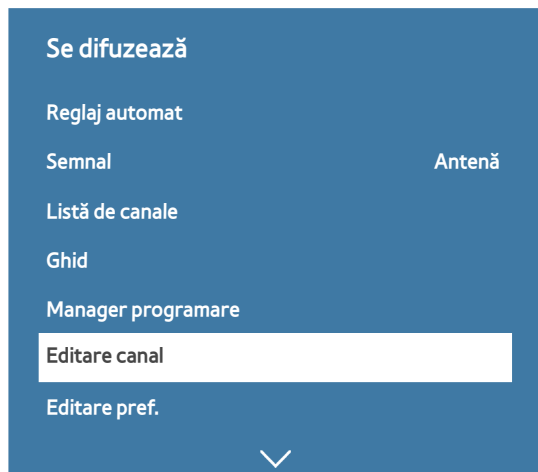 Se difuzează
Reglaj automat
Semnal Antenă
Listă de canale
Ghid
Manager programare
Editare canal
Editare pref.